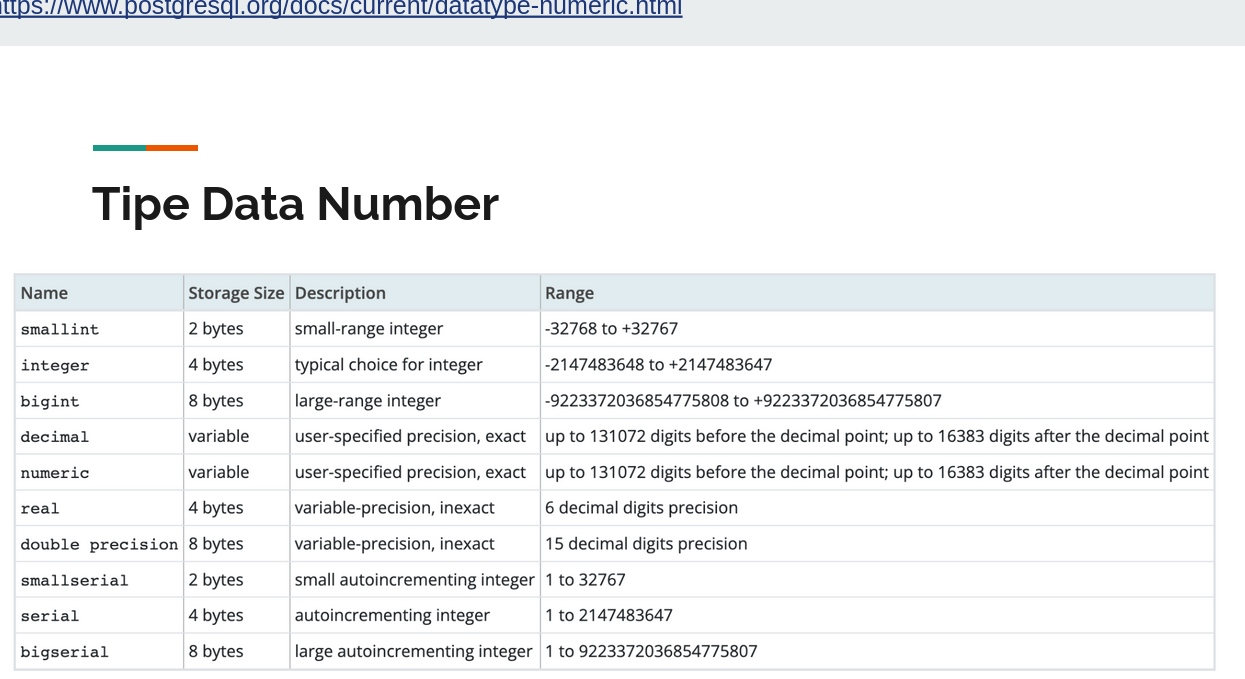 https://www.postgresql.org/docs/current/datatype-numeric.html
Tipe Data Number
Name Storage Size Description Range
smallint 2 bytes small-range integer -32768 to +32767
integer 4 bytes typical choice for integer -2147483648 to +2147483647
bigint 8 bytes large-range integer -9223372036854775808 to +9223372036854775807
decimal variable user-specified precision, exact up to 131072 digits before the decimal point; up to 16383 digits after the decimal point
numeric variable user-specified precision, exact up to 131072 digits before the decimal point; up to 16383 digits after the decimal point
real 4 bytes variable-precision, inexact 6 decimal digits precision
double precision 8 bytes variable-precision, inexact 15 decimal digits precision
smallserial 2 bytes small autoincrementing integer 1 to 32767
serial 4 bytes autoincrementing integer 1 to 2147483647
bigserial 8 bytes large autoincrementing integer 1 to 9223372036854775807